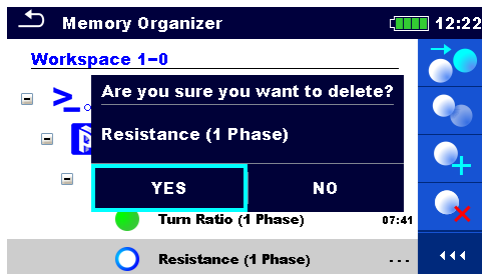 Memory Organizer 12:22
Workspace 1-0
Are you sure you want to delete?
Resistance (1 Phase)
YES NO
Turn Ratio (1 Phase) 07:41
Resistance (1 Phase) ---